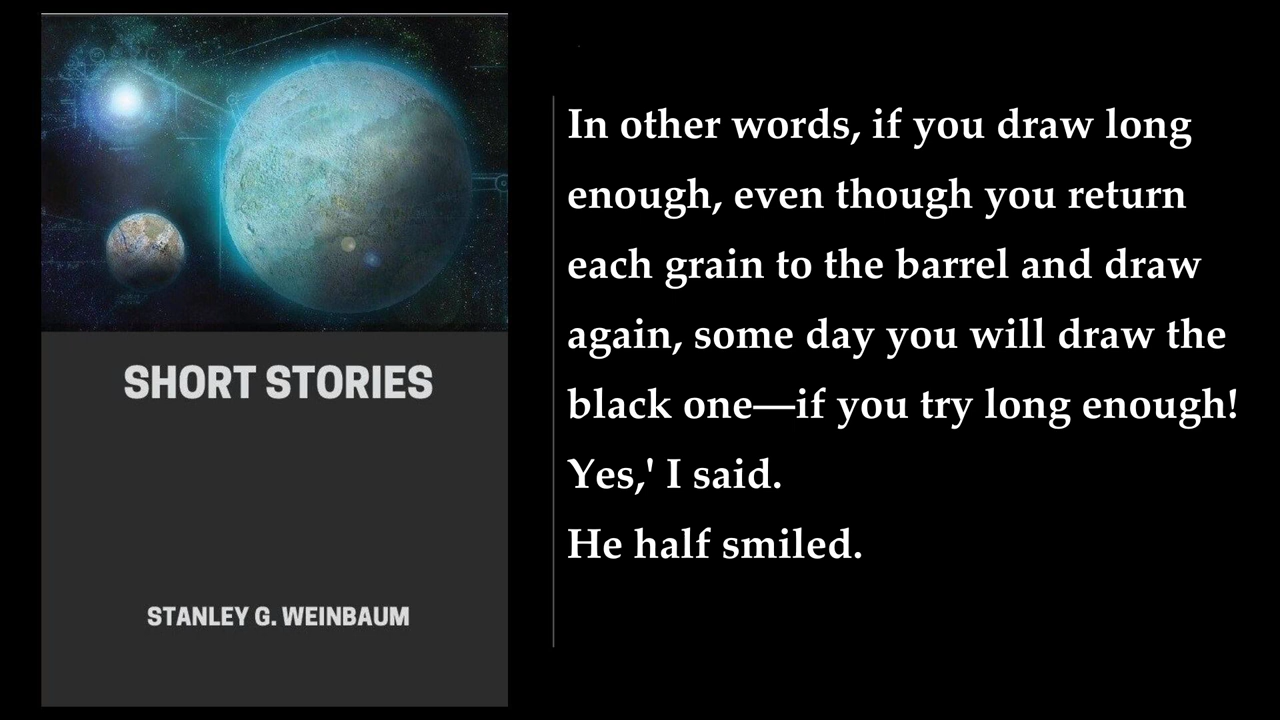 SHORT STORIES
STANLEY G. WEINBAUM
In other words, if you draw long
enough, even though you return
each grain to the barrel and draw
again, some day you will draw the
black one—if you try long enough!
Yes,' I said.
He half smiled.